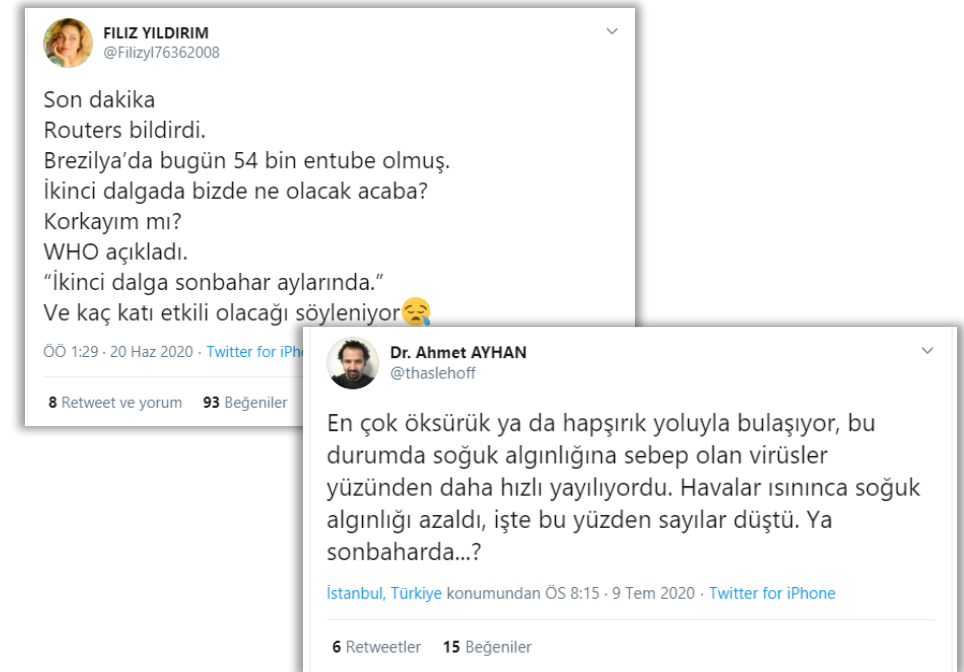 FILIZ YILDIRIM
@Filizyl76362008
Son dakika
Routers bildirdi.
Brezilya'da bugün 54 bin entube olmuş.
İkinci dalgada bizde ne olacak acaba?
Korkayım mı?
WHO açıkladı.
“İkinci dalga sonbahar aylarında.”
Ve kaç katı etkili olacağı söyleniyor😪
ÖÖ 1:29 · 20 Haz 2020 · Twitter for iPh
8 Retweet ve yorum 93 Beğeniler
Dr. Ahmet AYHAN
@thaslehoff
En çok öksürük ya da hapşırık yoluyla bulaşıyor, bu
durumda soğuk algınlığına sebep olan virüsler
yüzünden daha hızlı yayılıyordu. Havalar ısınınca soğuk
algınlığı azaldı, işte bu yüzden sayılar düştü. Ya
sonbaharda...?
İstanbul, Türkiye konumundan ÖS 8:15 · 9 Tem 2020 · Twitter for iPhone
6 Retweetler 15 Beğeniler